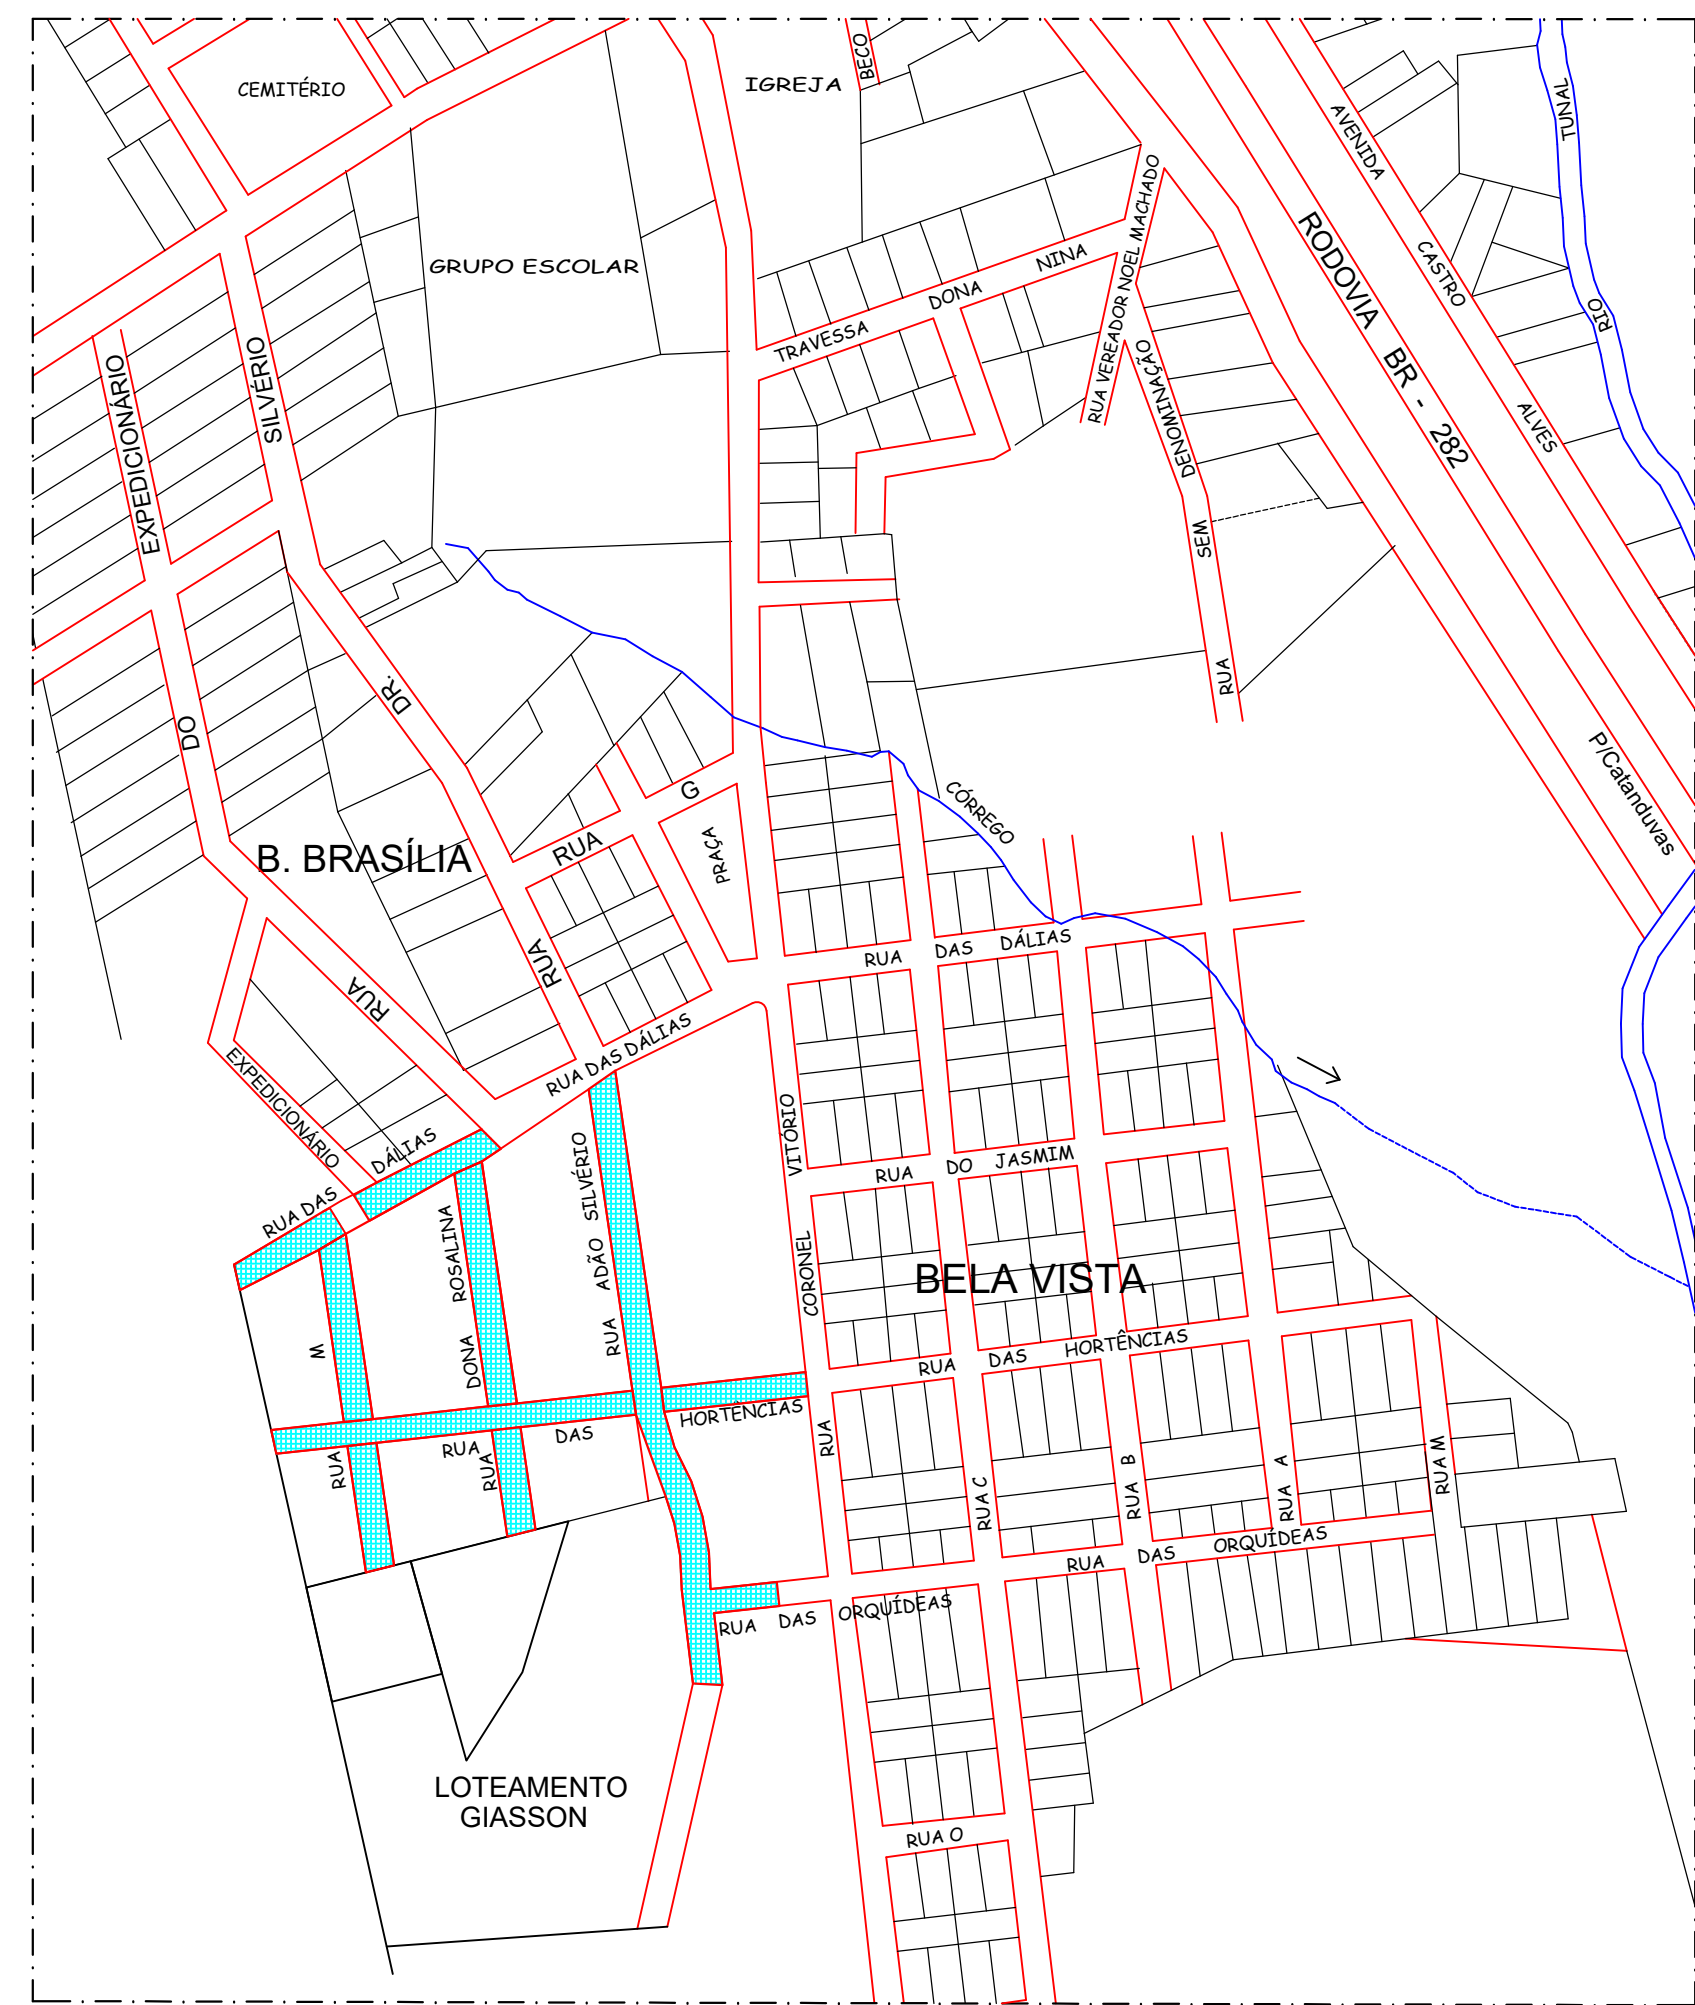 CEMITÉRIO
IGREJA
BECO
TUNAL
AVENIDA
CASTRO
ALVES
RIO
RODOVIA BR - 282
P/Catanduvas
GRUPO ESCOLAR
TRAVESSA DONA NINA
RUA VEREADOR NOEL MACHADO
RUA SEM DENOMINAÇÃO
EXPEDICIONÁRIO
DO
RUA
SILVÉRIO
DR.
RUA
B. BRASÍLIA
RUA G
PRAÇA
CÓRREGO
RUA DAS DÁLIAS
RUA DAS DÁLIAS
EXPEDICIONÁRIO
RUA DAS DÁLIAS
RUA DO JASMIM
VITÓRIO
CORONEL
RUA
RUA ADÃO SILVÉRIO
ROSALINA
DONA
RUA
W
RUA
BELA VISTA
RUA DAS HORTÊNCIAS
RUA DAS HORTÊNCIAS
RUA C
RUA B
RUA A
RUA M
RUA DAS ORQUÍDEAS
RUA DAS ORQUÍDEAS
LOTEAMENTO
GIASSON
RUA O